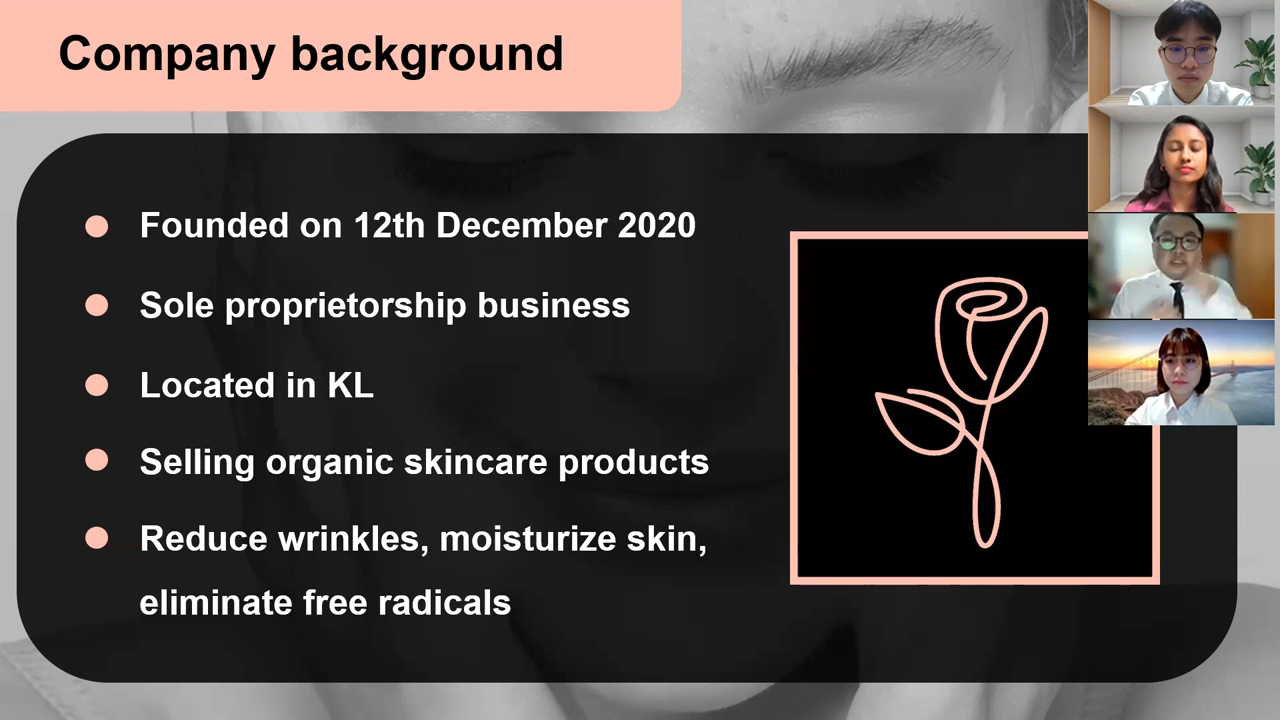 Company background
Founded on 12th December 2020
Sole proprietorship business
Located in KL
Selling organic skincare products
Reduce wrinkles, moisturize skin,
eliminate free radicals